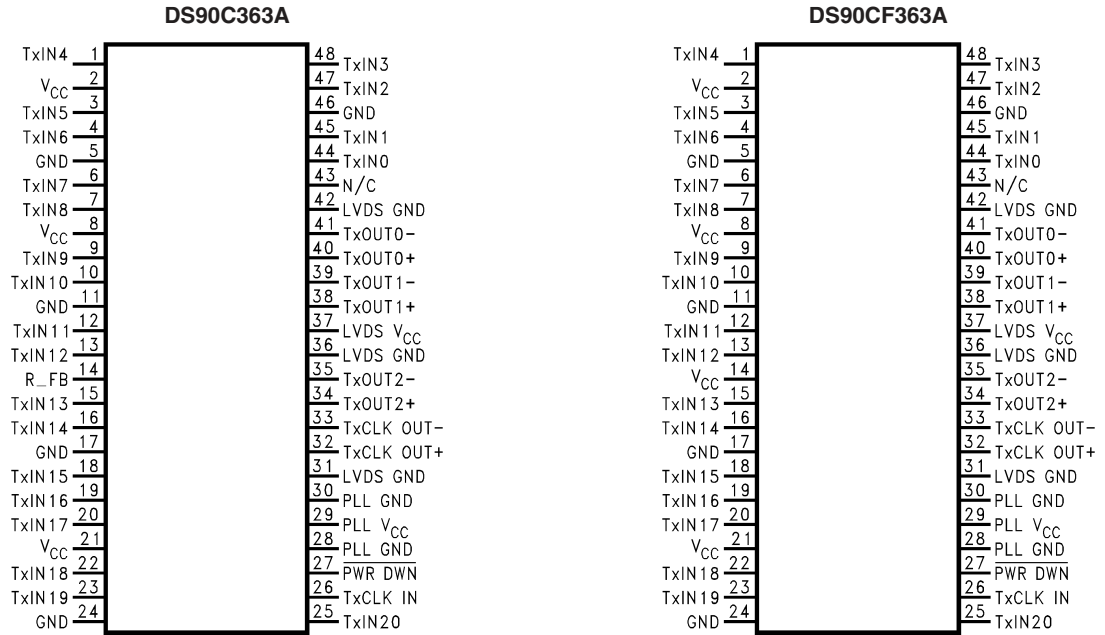 DS90C363A
TxIN4 1
VCC 2
TxIN5 3
TxIN6 4
GND 5
TxIN7 6
TxIN8 7
VCC 8
TxIN9 9
TxIN10 10
GND 11
TxIN11 12
TxIN12 13
R_FB 14
TxIN13 15
TxIN14 16
GND 17
TxIN15 18
TxIN16 19
TxIN17 20
VCC 21
TxIN18 22
TxIN19 23
GND 24
48 TxIN3
47 TxIN2
46 GND
45 TxIN1
44 TxIN0
43 N/C
42 LVDS GND
41 TxOUT0-
40 TxOUT0+
39 TxOUT1-
38 TxOUT1+
37 LVDS VCC
36 LVDS GND
35 TxOUT2-
34 TxOUT2+
33 TxCLK OUT-
32 TxCLK OUT+
31 LVDS GND
30 PLL GND
29 PLL VCC
28 PLL GND
27 PWR DWN
26 TxCLK IN
25 TxIN20
DS90CF363A
TxIN4 1
VCC 2
TxIN5 3
TxIN6 4
GND 5
TxIN7 6
TxIN8 7
VCC 8
TxIN9 9
TxIN10 10
GND 11
TxIN11 12
TxIN12 13
VCC 14
TxIN13 15
TxIN14 16
GND 17
TxIN15 18
TxIN16 19
TxIN17 20
VCC 21
TxIN18 22
TxIN19 23
GND 24
48 TxIN3
47 TxIN2
46 GND
45 TxIN1
44 TxIN0
43 N/C
42 LVDS GND
41 TxOUT0-
40 TxOUT0+
39 TxOUT1-
38 TxOUT1+
37 LVDS VCC
36 LVDS GND
35 TxOUT2-
34 TxOUT2+
33 TxCLK OUT-
32 TxCLK OUT+
31 LVDS GND
30 PLL GND
29 PLL VCC
28 PLL GND
27 PWR DWN
26 TxCLK IN
25 TxIN20